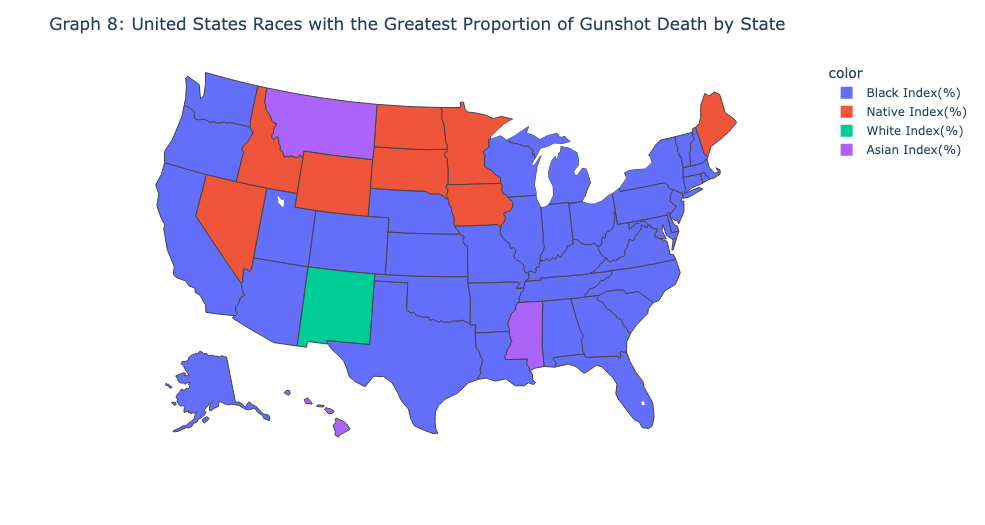 Graph 8: United States Races with the Greatest Proportion of Gunshot Death by State
color
Black Index(%)
Native Index(%)
White Index(%)
Asian Index(%)